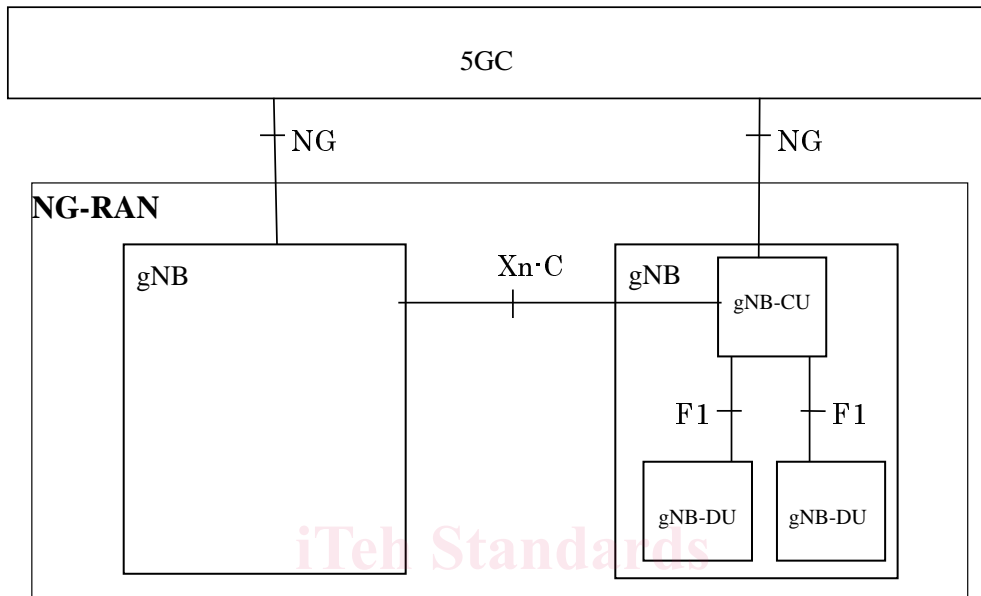 5GC
NG
NG
NG-RAN
gNB
Xn-C
gNB
gNB-CU
F1
F1
gNB-DU
gNB-DU
iTeh Standards